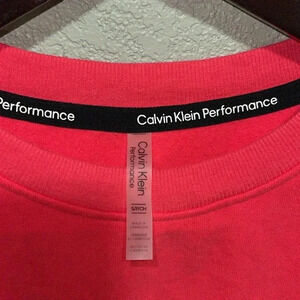 Performance
Calvin Klein Performance
Calvin Klein
Performance
S/P/CH